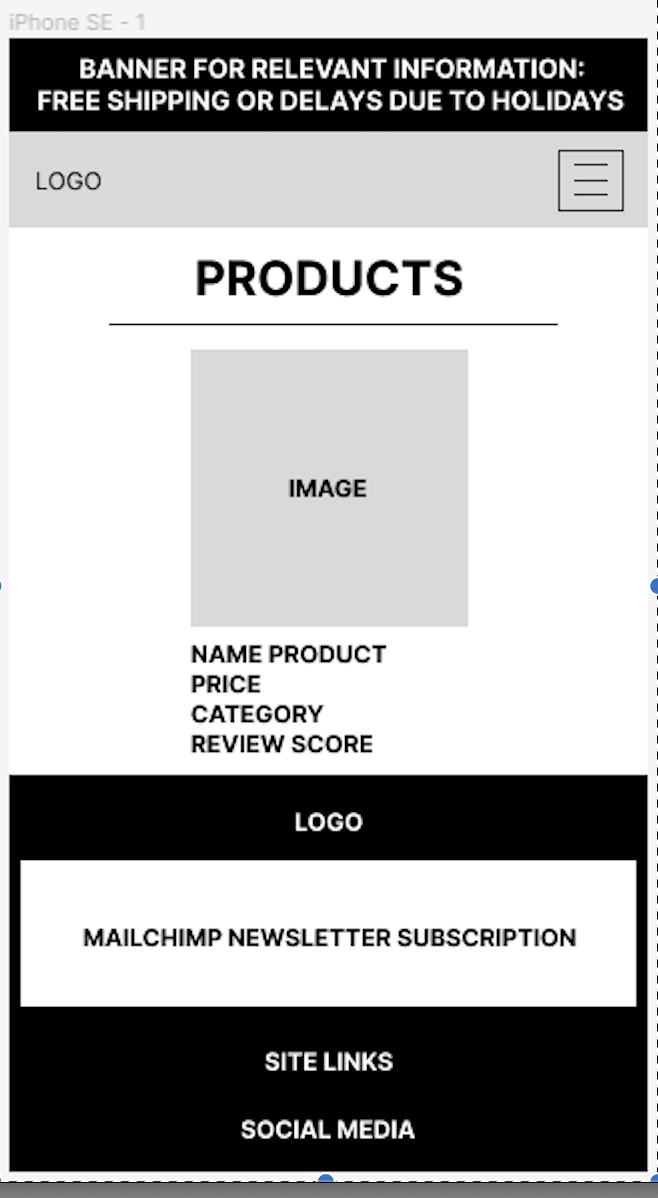 iPhone SE - 1
BANNER FOR RELEVANT INFORMATION:
FREE SHIPPING OR DELAYS DUE TO HOLIDAYS
LOGO
PRODUCTS
IMAGE
NAME PRODUCT
PRICE
CATEGORY
REVIEW SCORE
LOGO
MAILCHIMP NEWSLETTER SUBSCRIPTION
SITE LINKS
SOCIAL MEDIA